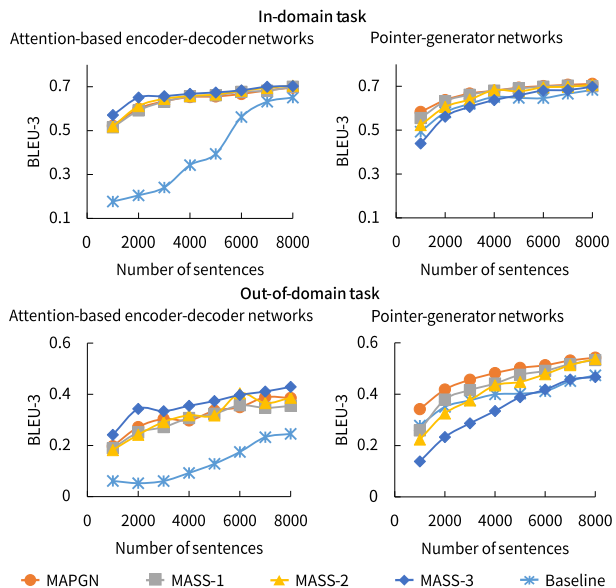 In-domain task
Attention-based encoder-decoder networks
Pointer-generator networks
0.7
0.5
0.3
0.1
BLEU-3
0 2000 4000 6000 8000
Number of sentences
0.7
0.5
0.3
0.1
BLEU-3
0 2000 4000 6000 8000
Number of sentences
Out-of-domain task
Attention-based encoder-decoder networks
Pointer-generator networks
0.6
0.4
0.2
0
BLEU-3
0 2000 4000 6000 8000
Number of sentences
0.6
0.4
0.2
0
BLEU-3
0 2000 4000 6000 8000
Number of sentences
MAPGN MASS-1 MASS-2 MASS-3 Baseline